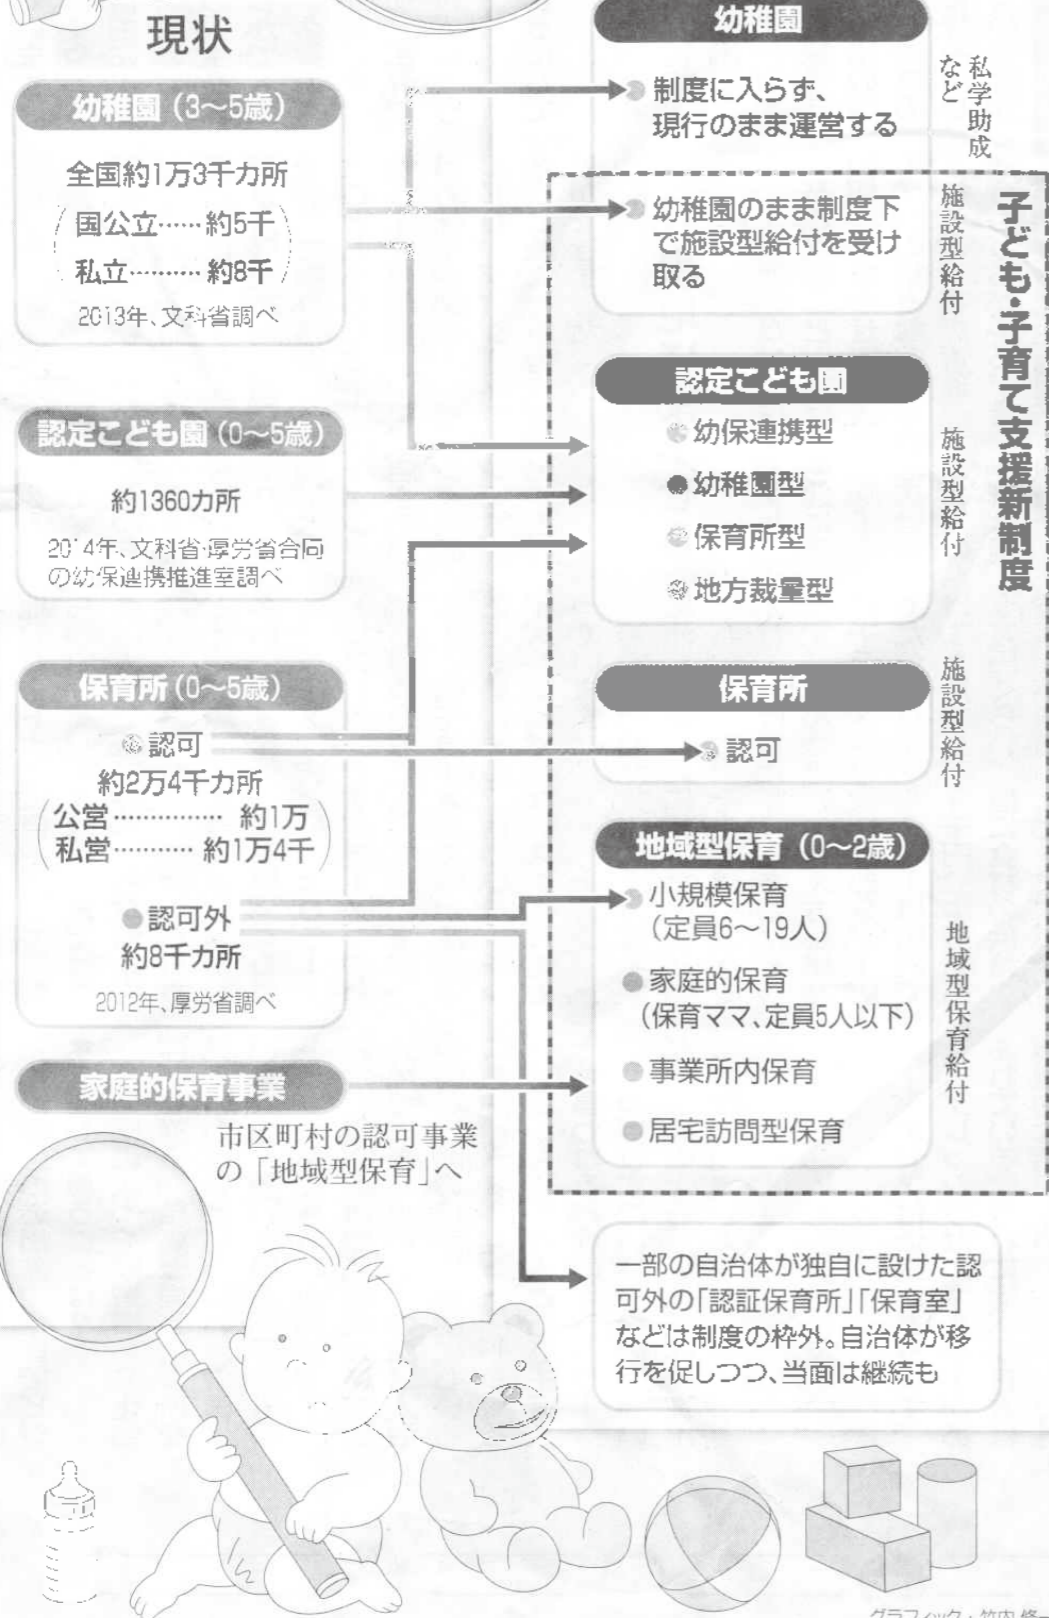 現状
幼稚園(3〜5歳)
全国約1万3千カ所
国公立……約5千
私立………約8千
2013年、文科省調べ
認定こども園(0〜5歳)
約1360カ所
2014年、文科省・厚労省合同
の幼保連携推進室調べ
保育所(0〜5歳)
認可
約2万4千カ所
公営…………… 約1万
私営………… 約1万4千
認可外
約8千カ所
2012年、厚労省調べ
家庭的保育事業
市区町村の認可事業
の「地域型保育」へ
幼稚園
制度に入らず、
現行のまま運営する
私学助成
など
幼稚園のまま制度下
で施設型給付を受け
取る
施設型給付
子ども・子育て支援新制度
認定こども園
幼保連携型
幼稚園型
保育所型
地方裁量型
施設型給付
保育所
認可
施設型給付
地域型保育(0〜2歳)
小規模保育
(定員6〜19人)
家庭的保育
(保育ママ、定員5人以下)
事業所内保育
居宅訪問型保育
地域型保育給付
一部の自治体が独自に設けた認
可外の「認証保育所」「保育室」
などは制度の枠外。自治体が移
行を促しつつ、当面は継続も
グラフィック・竹内修